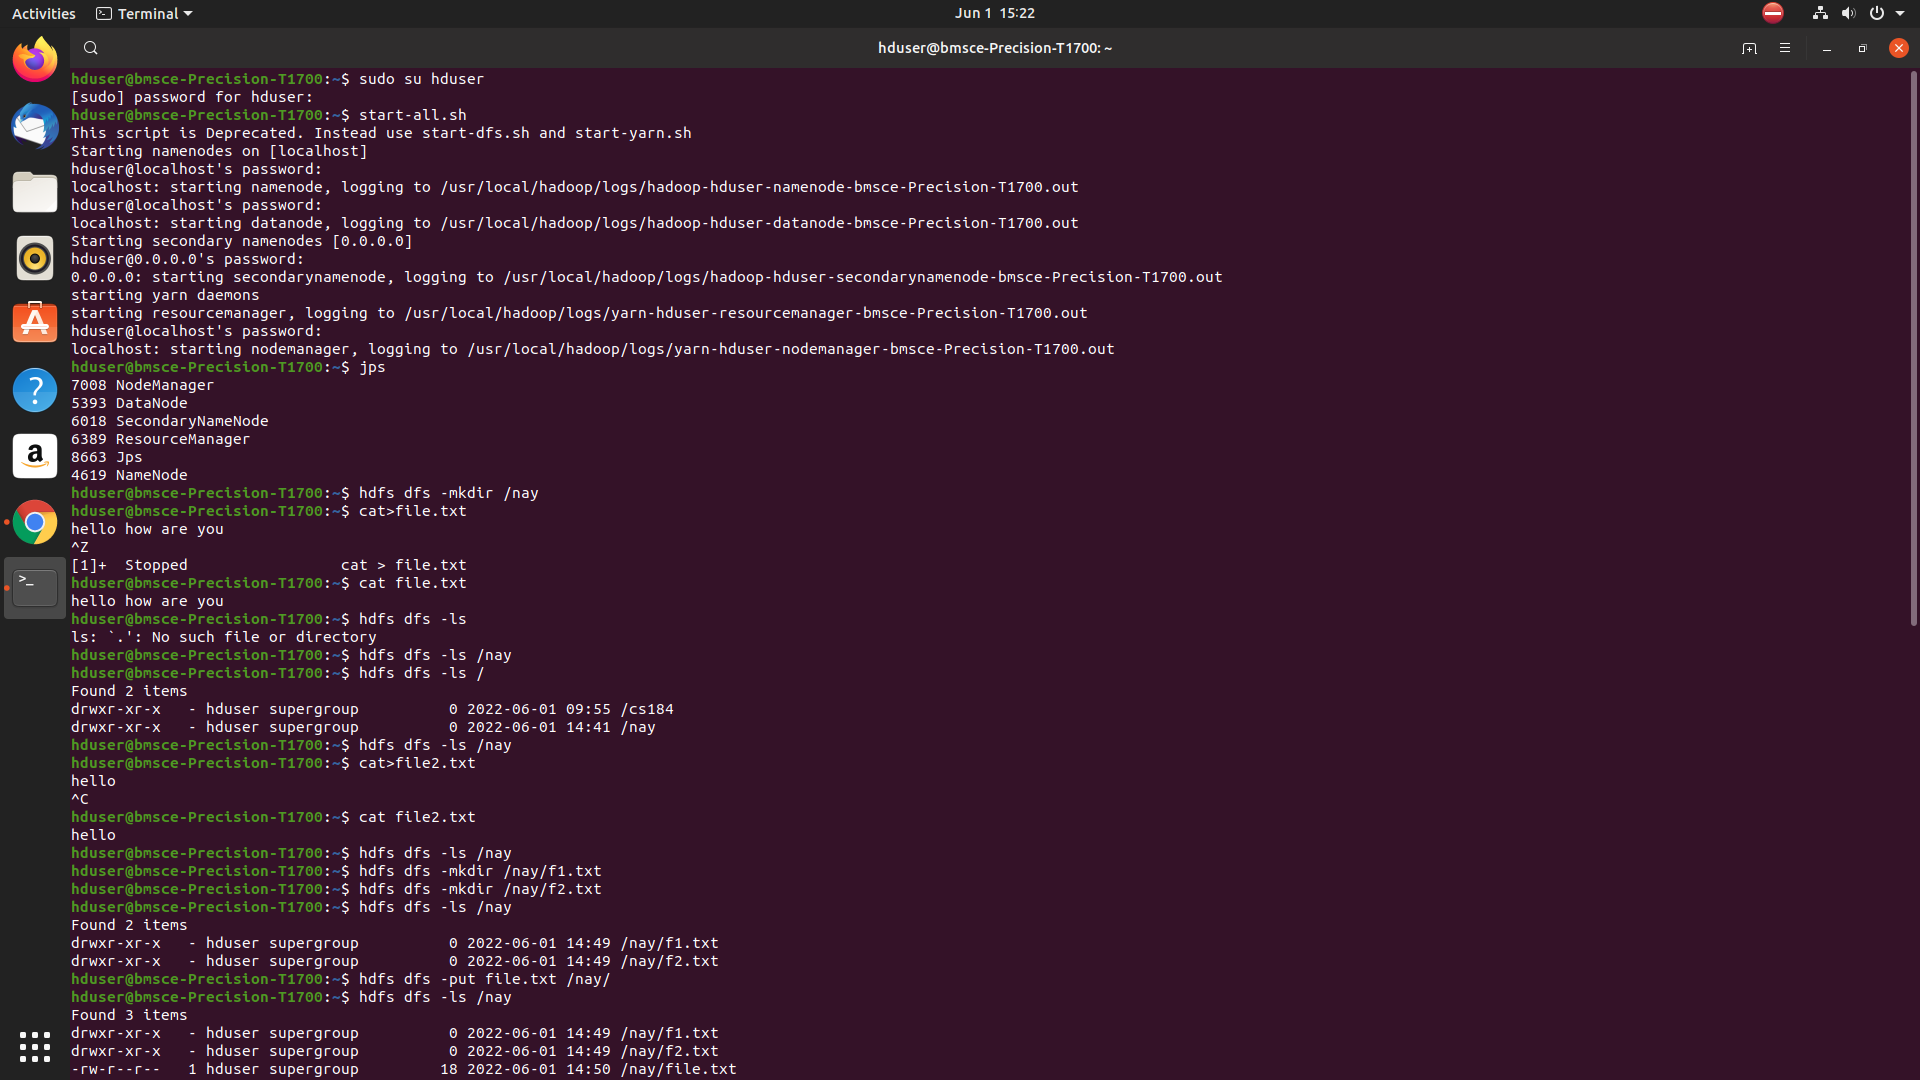 Activities Terminal Jun 1 15:22
hduser@bmsce-Precision-T1700: ~
hduser@bmsce-Precision-T1700:~$ sudo su hduser
[sudo] password for hduser:
hduser@bmsce-Precision-T1700:~$ start-all.sh
This script is Deprecated. Instead use start-dfs.sh and start-yarn.sh
Starting namenodes on [localhost]
hduser@localhost's password:
localhost: starting namenode, logging to /usr/local/hadoop/logs/hadoop-hduser-namenode-bmsce-Precision-T1700.out
hduser@localhost's password:
localhost: starting datanode, logging to /usr/local/hadoop/logs/hadoop-hduser-datanode-bmsce-Precision-T1700.out
Starting secondary namenodes [0.0.0.0]
hduser@0.0.0.0's password:
0.0.0.0: starting secondarynamenode, logging to /usr/local/hadoop/logs/hadoop-hduser-secondarynamenode-bmsce-Precision-T1700.out
starting yarn daemons
starting resourcemanager, logging to /usr/local/hadoop/logs/yarn-hduser-resourcemanager-bmsce-Precision-T1700.out
hduser@localhost's password:
localhost: starting nodemanager, logging to /usr/local/hadoop/logs/yarn-hduser-nodemanager-bmsce-Precision-T1700.out
hduser@bmsce-Precision-T1700:~$ jps
7008 NodeManager
5393 DataNode
6018 SecondaryNameNode
6389 ResourceManager
8663 Jps
4619 NameNode
hduser@bmsce-Precision-T1700:~$ hdfs dfs -mkdir /nay
hduser@bmsce-Precision-T1700:~$ cat>file.txt
hello how are you
^Z
[1]+  Stopped                 cat > file.txt
hduser@bmsce-Precision-T1700:~$ cat file.txt
hello how are you
hduser@bmsce-Precision-T1700:~$ hdfs dfs -ls
ls: `.': No such file or directory
hduser@bmsce-Precision-T1700:~$ hdfs dfs -ls /nay
hduser@bmsce-Precision-T1700:~$ hdfs dfs -ls /
Found 2 items
drwxr-xr-x   - hduser supergroup          0 2022-06-01 09:55 /cs184
drwxr-xr-x   - hduser supergroup          0 2022-06-01 14:41 /nay
hduser@bmsce-Precision-T1700:~$ hdfs dfs -ls /nay
hduser@bmsce-Precision-T1700:~$ cat>file2.txt
hello
^C
hduser@bmsce-Precision-T1700:~$ cat file2.txt
hello
hduser@bmsce-Precision-T1700:~$ hdfs dfs -ls /nay
hduser@bmsce-Precision-T1700:~$ hdfs dfs -mkdir /nay/f1.txt
hduser@bmsce-Precision-T1700:~$ hdfs dfs -mkdir /nay/f2.txt
hduser@bmsce-Precision-T1700:~$ hdfs dfs -ls /nay
Found 2 items
drwxr-xr-x   - hduser supergroup          0 2022-06-01 14:49 /nay/f1.txt
drwxr-xr-x   - hduser supergroup          0 2022-06-01 14:49 /nay/f2.txt
hduser@bmsce-Precision-T1700:~$ hdfs dfs -put file.txt /nay/
hduser@bmsce-Precision-T1700:~$ hdfs dfs -ls /nay
Found 3 items
drwxr-xr-x   - hduser supergroup          0 2022-06-01 14:49 /nay/f1.txt
drwxr-xr-x   - hduser supergroup          0 2022-06-01 14:49 /nay/f2.txt
-rw-r--r--   1 hduser supergroup         18 2022-06-01 14:50 /nay/file.txt